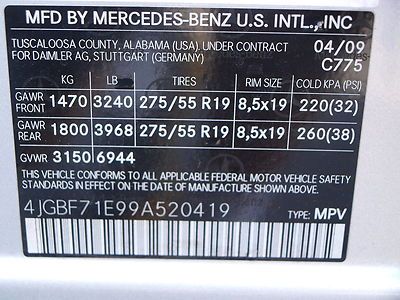 MFD BY MERCEDES-BENZ U.S. INTL., INC
TUSCALOOSA COUNTY, ALABAMA (USA). UNDER CONTRACT 04/09
FOR DAIMLER AG, STUTTGART (GERMANY) C775
KG LB TIRES RIM SIZE COLD KPA (PSI)
GAWR FRONT 1470 3240 275/55 R19 8,5x19 220(32)
GAWR REAR 1800 3968 275/55 R19 8,5x19 260(38)
GVWR 3150 6944
THIS VEHICLE CONFORMS TO ALL APPLICABLE FEDERAL MOTOR VEHICLE SAFETY
AND THEFT PREVENTION STANDARDS IN EFFECT
ON THE DATE OF MANUFACTURE SHOWN ABOVE.
4JGBF71E99A520419 TYPE: MPV